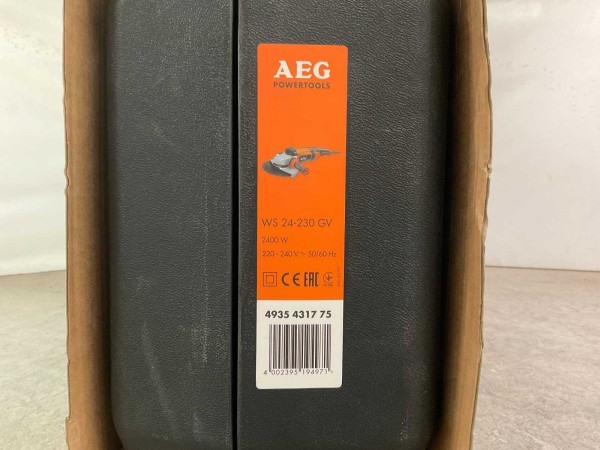 AEG
POWERTOOLS
WS 24-230 GV
2400 W
220 - 240 V ~ 50/60 Hz
CE EAC
4935 4317 75
4 002395 194971